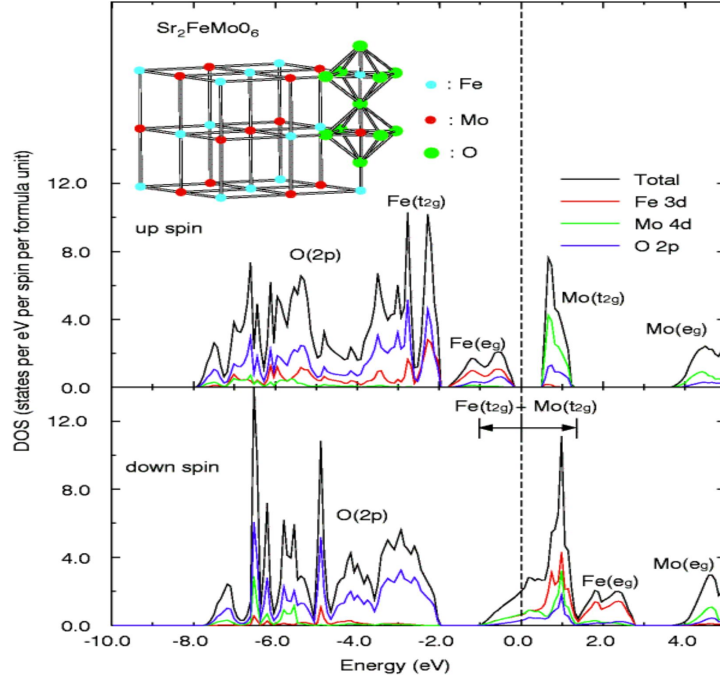 Sr2FeMoO6
: Fe
: Mo
: O
DOS (states per eV per spin per formula unit)
12.0
8.0
4.0
0.0
up spin
O(2p)
Fe(t2g)
Fe(eg)
Mo(t2g)
Mo(eg)
Total
Fe 3d
Mo 4d
O 2p
12.0
8.0
4.0
0.0
down spin
O(2p)
Fe(t2g)+ Mo(t2g)
Fe(eg)
Mo(eg)
-10.0 -8.0 -6.0 -4.0 -2.0 0.0 2.0 4.0
Energy (eV)